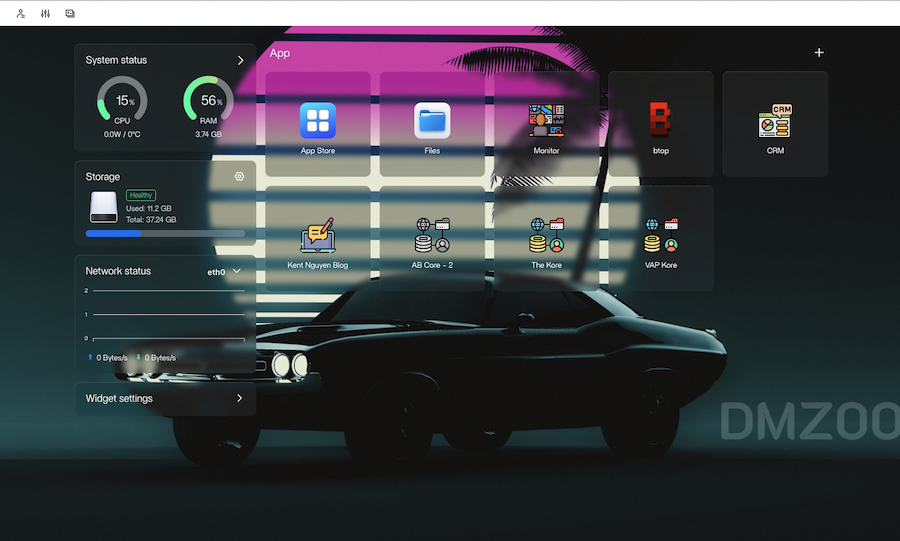 System status
15%
CPU
0.0W / 0°C
56%
RAM
3.74 GB
Storage
Healthy
Used: 11.2 GB
Total: 37.24 GB
Network status
eth0
2
1
0
0 Bytes/s
0 Bytes/s
Widget settings
App
+
App Store
Files
Monitor
B
btop
CRM
CRM
Kent Nguyen Blog
AB Core - 2
The Kore
VAP Kore
DMZOO